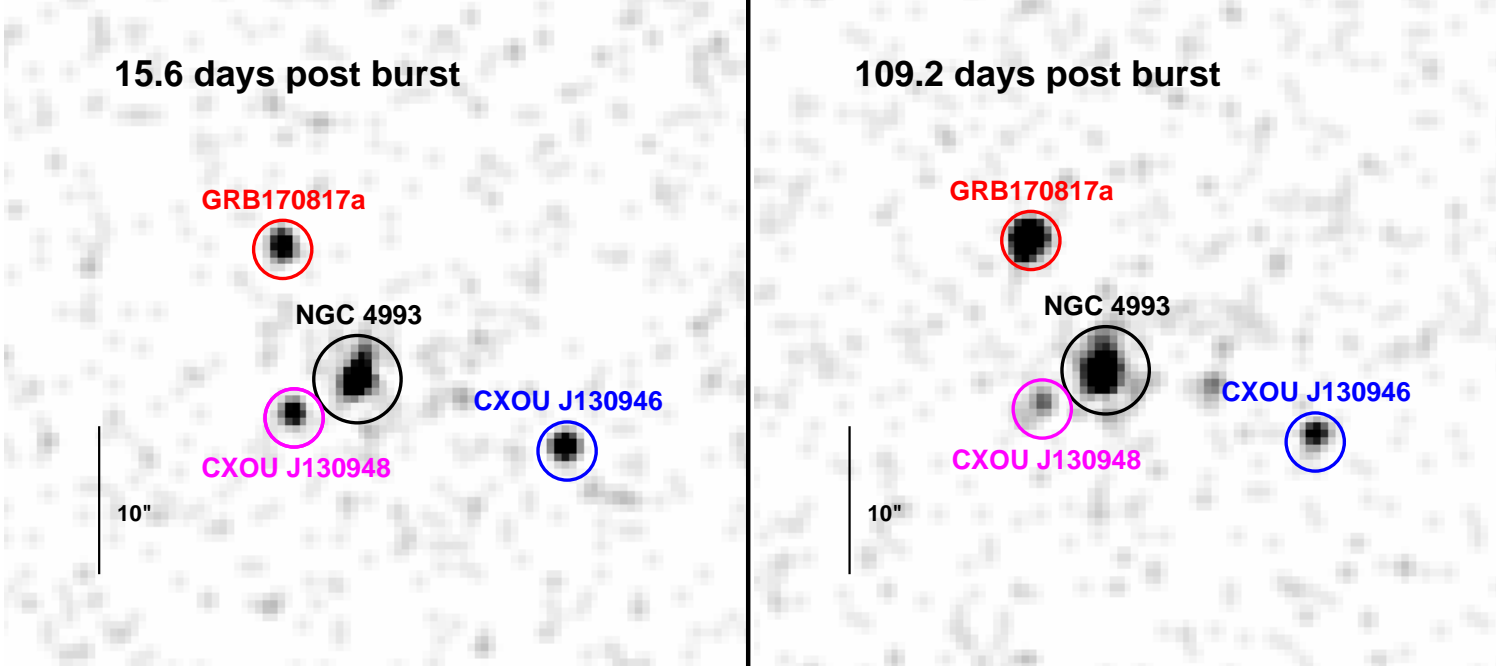 15.6 days post burst
GRB170817a
NGC 4993
CXOU J130946
CXOU J130948
10"
109.2 days post burst
GRB170817a
NGC 4993
CXOU J130946
CXOU J130948
10"